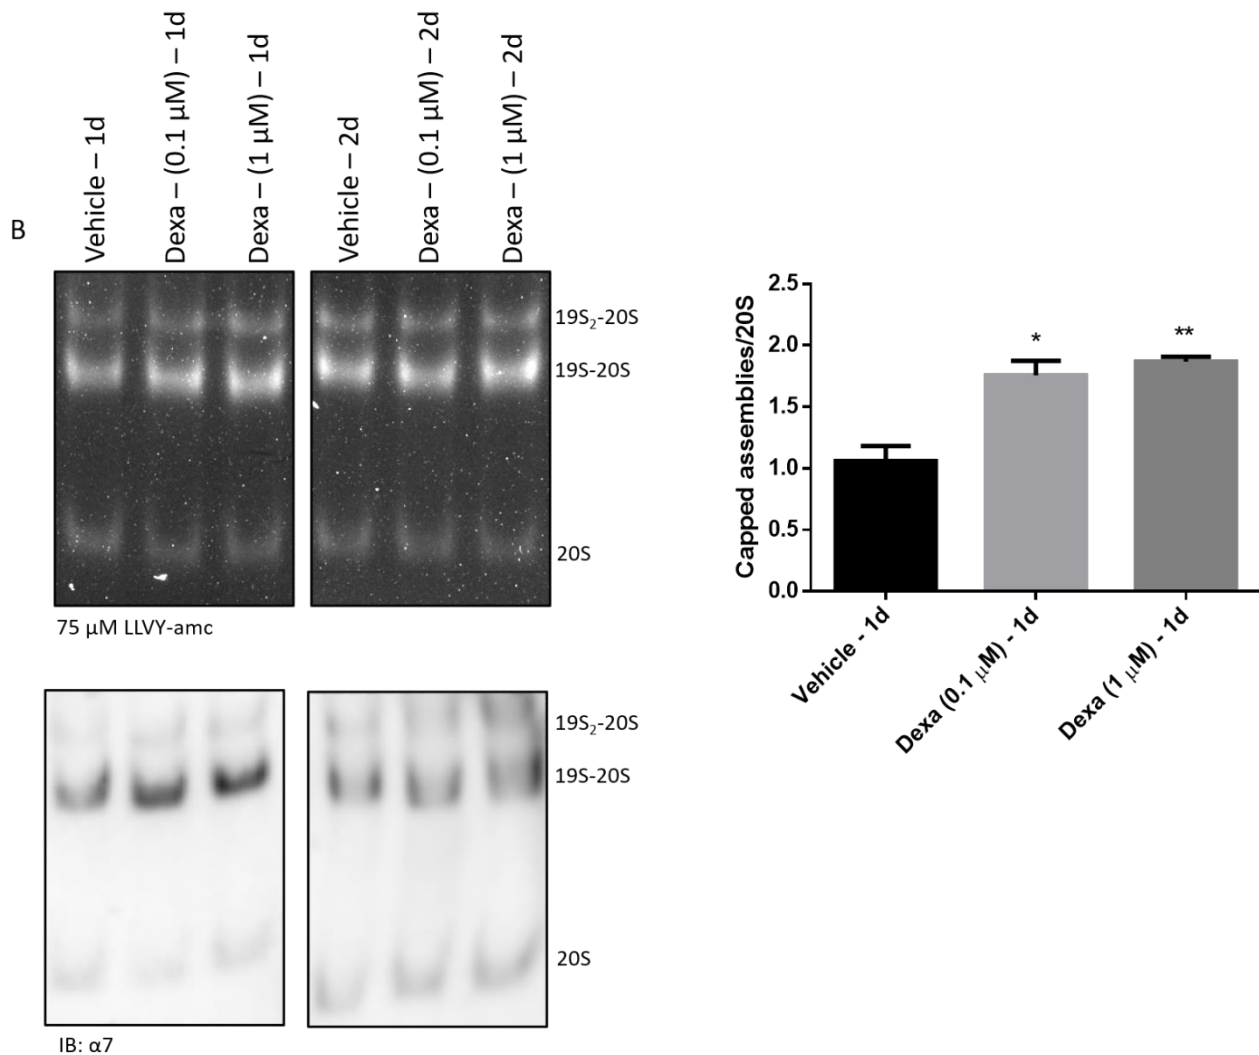 Vehicle – 1d
Dexa – (0.1 μM) – 1d
Dexa – (1 μM) – 1d
Vehicle – 2d
Dexa – (0.1 μM) – 2d
Dexa – (1 μM) – 2d
B
19S₂-20S
19S-20S
20S
75 μM LLVY-amc
19S₂-20S
19S-20S
20S
IB: α7
Capped assemblies/20S
2.5
2.0
1.5
1.0
0.5
0.0
*
**
Vehicle - 1d
Dexa (0.1 μM) - 1d
Dexa (1 μM) - 1d